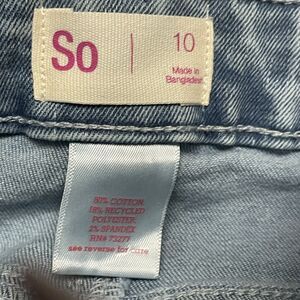 So
10
Made in
Bangladesh
80% COTTON
18% RECYCLED
POLYESTER
2% SPANDEX
RN# 73277
see reverse for care